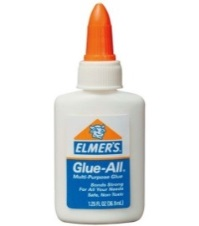 ELMER'S
Glue-All.
Multi-Purpose Glue
Bonds Strong
For All Your Needs
Safe, Non-Toxic